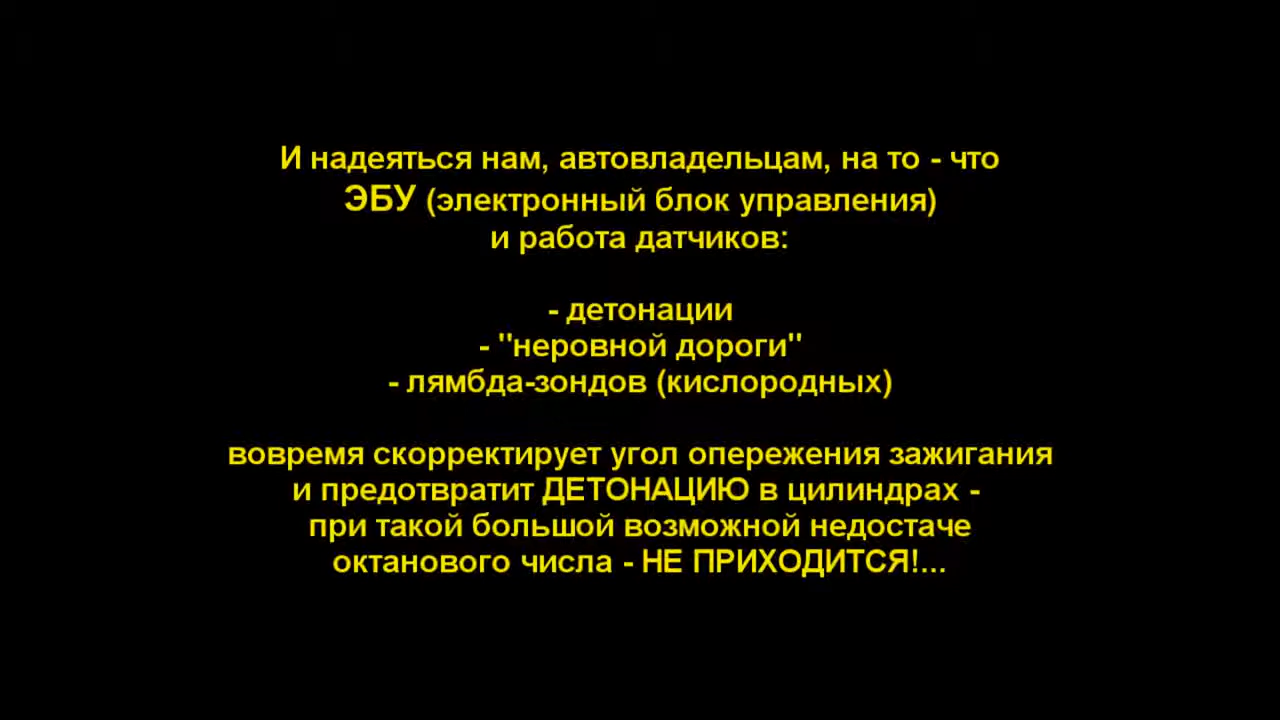 И надеяться нам, автовладельцам, на то - что
ЭБУ (электронный блок управления)
и работа датчиков:
- детонации
- "неровной дороги"
- лямбда-зондов (кислородных)
вовремя скорректирует угол опережения зажигания
и предотвратит ДЕТОНАЦИЮ в цилиндрах -
при такой большой возможной недостаче
октанового числа - НЕ ПРИХОДИТСЯ!...